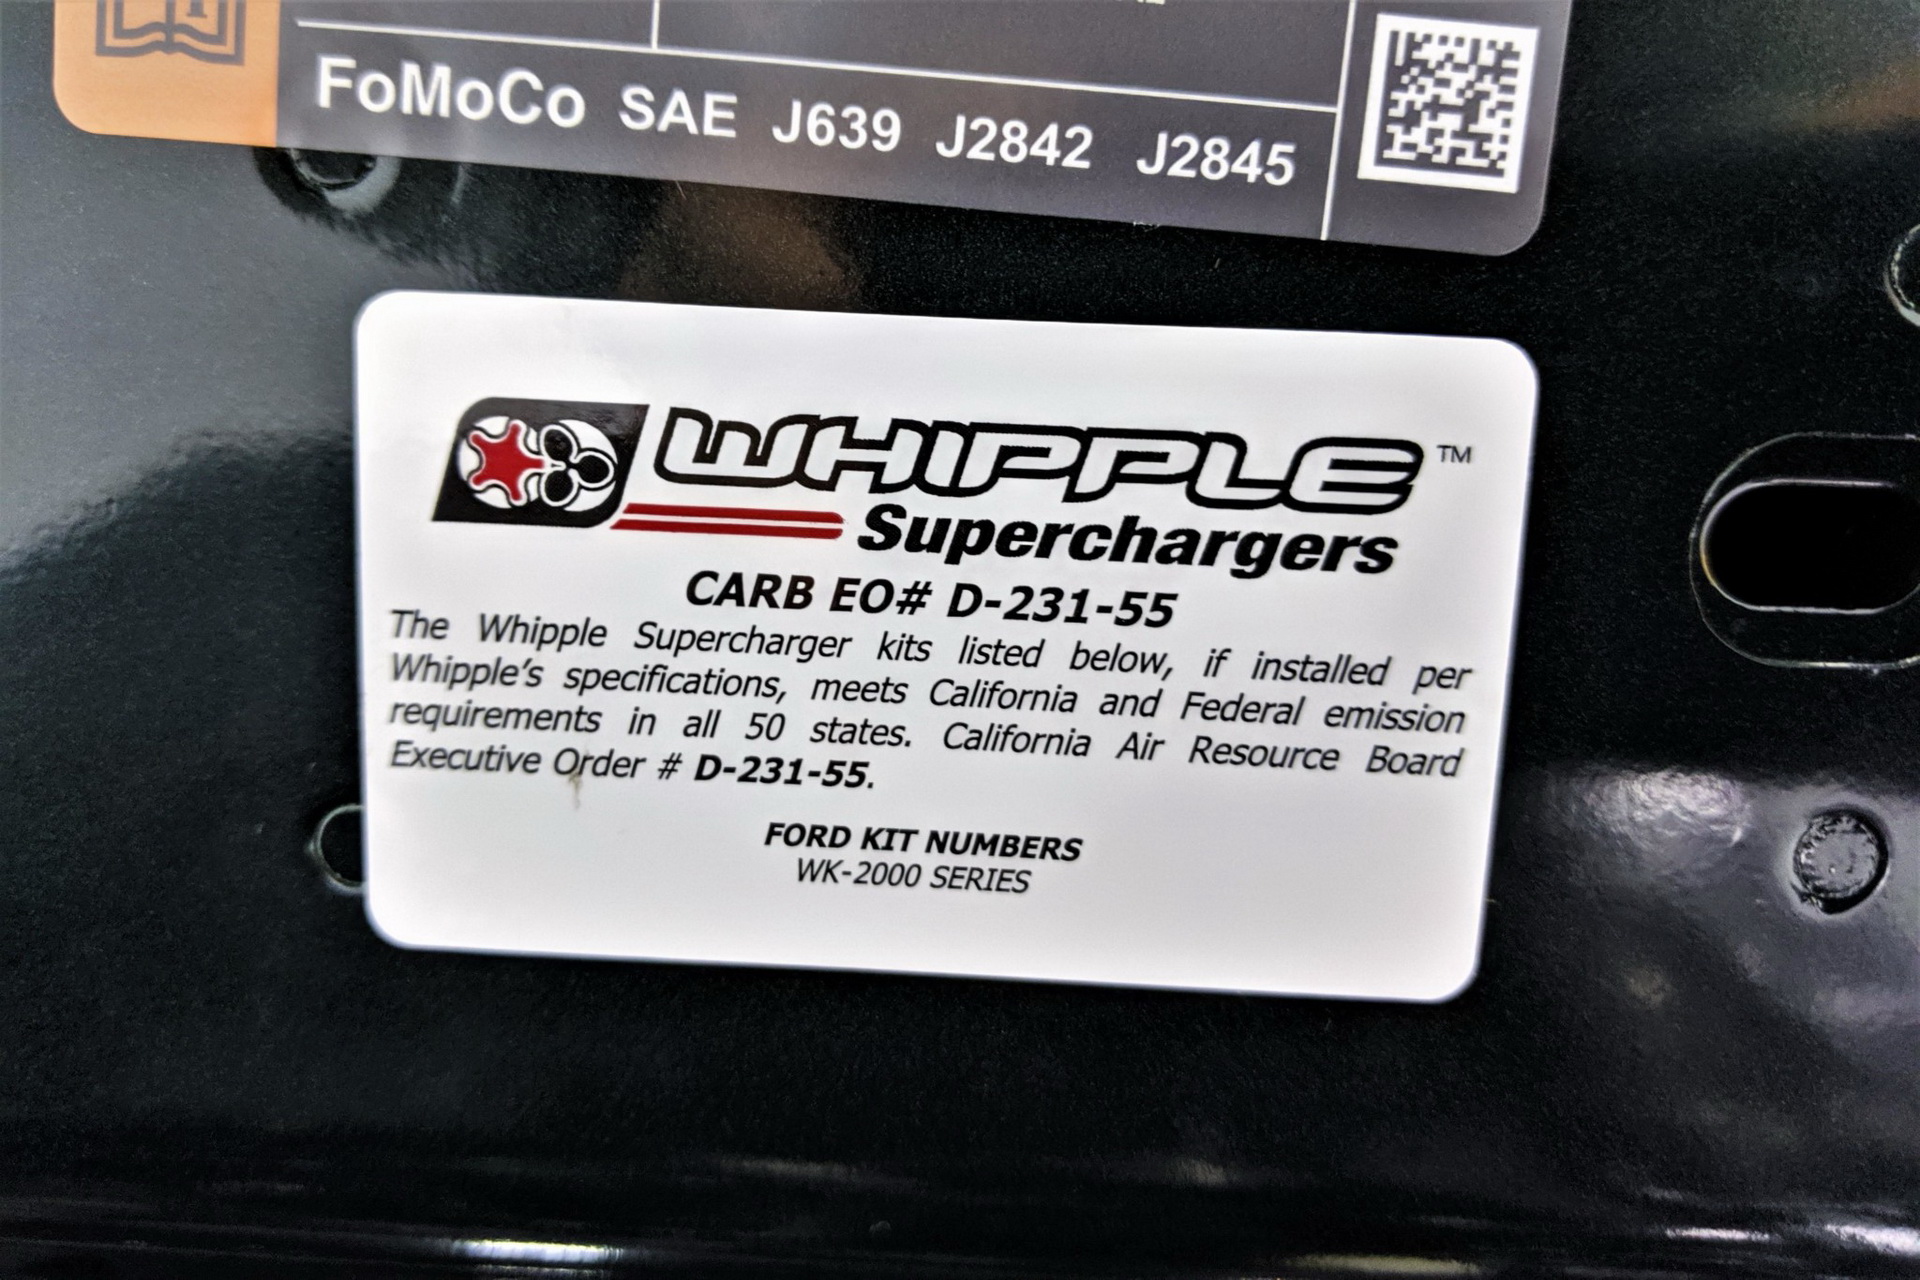 FoMoCo SAE J639 J2842 J2845
WHIPPLE TM
Superchargers
CARB EO# D-231-55
The Whipple Supercharger kits listed below, if installed per
Whipple's specifications, meets California and Federal emission
requirements in all 50 states. California Air Resource Board
Executive Order # D-231-55.
FORD KIT NUMBERS
WK-2000 SERIES